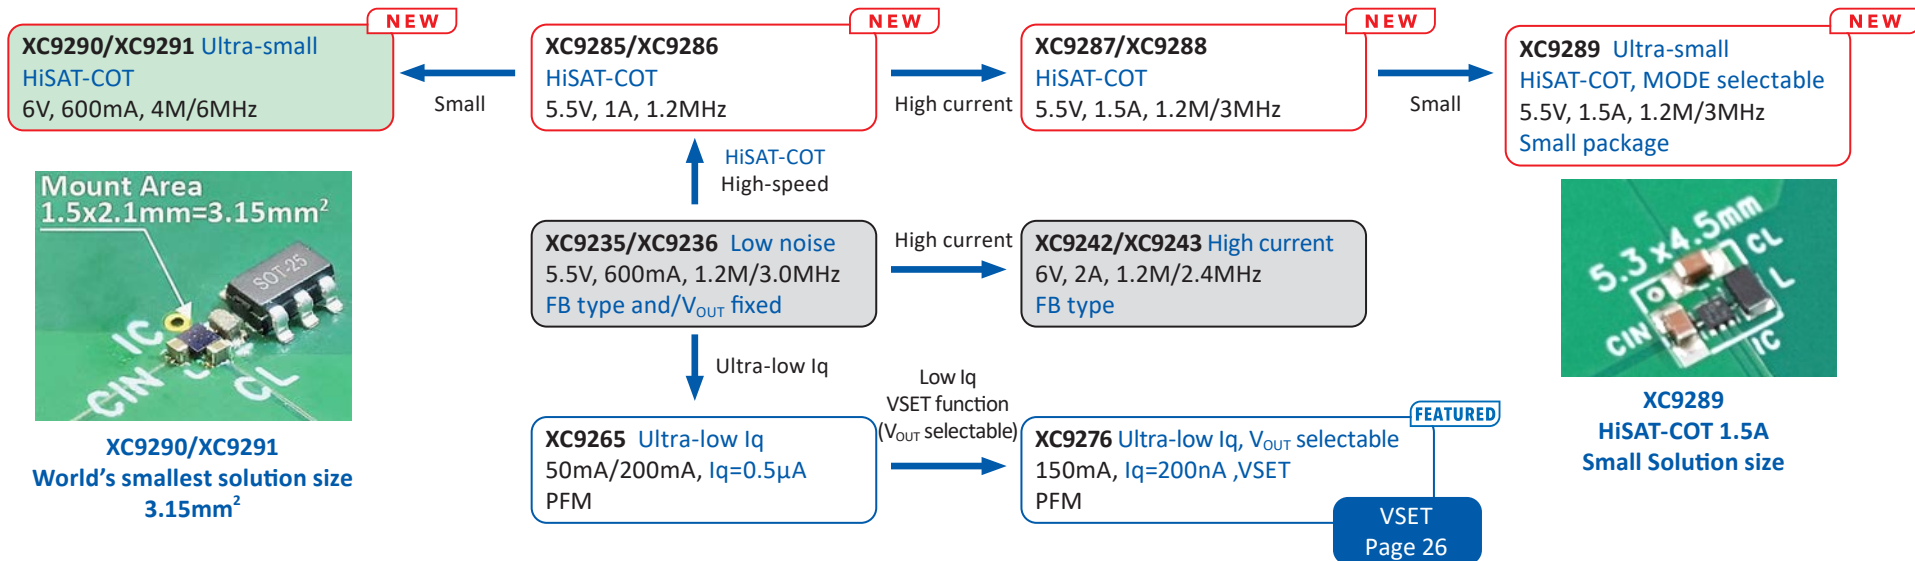 NEW
XC9290/XC9291 Ultra-small
HiSAT-COT
6V, 600mA, 4M/6MHz
Small
NEW
XC9285/XC9286
HiSAT-COT
5.5V, 1A, 1.2MHz
High current
NEW
XC9287/XC9288
HiSAT-COT
5.5V, 1.5A, 1.2M/3MHz
Small
NEW
XC9289 Ultra-small
HiSAT-COT, MODE selectable
5.5V, 1.5A, 1.2M/3MHz
Small package
HiSAT-COT
High-speed
Mount Area
1.5x2.1mm=3.15mm²
SOT-25
IC
CIN
CL
XC9290/XC9291
World's smallest solution size
3.15mm²
XC9235/XC9236 Low noise
5.5V, 600mA, 1.2M/3.0MHz
FB type and/VOUT fixed
High current
XC9242/XC9243 High current
6V, 2A, 1.2M/2.4MHz
FB type
5.3x4.5mm
CL
L
CIN
IC
XC9289
HiSAT-COT 1.5A
Small Solution size
Ultra-low Iq
XC9265 Ultra-low Iq
50mA/200mA, Iq=0.5µA
PFM
Low Iq
VSET function
(VOUT selectable)
FEATURED
XC9276 Ultra-low Iq, VOUT selectable
150mA, Iq=200nA ,VSET
PFM
VSET
Page 26